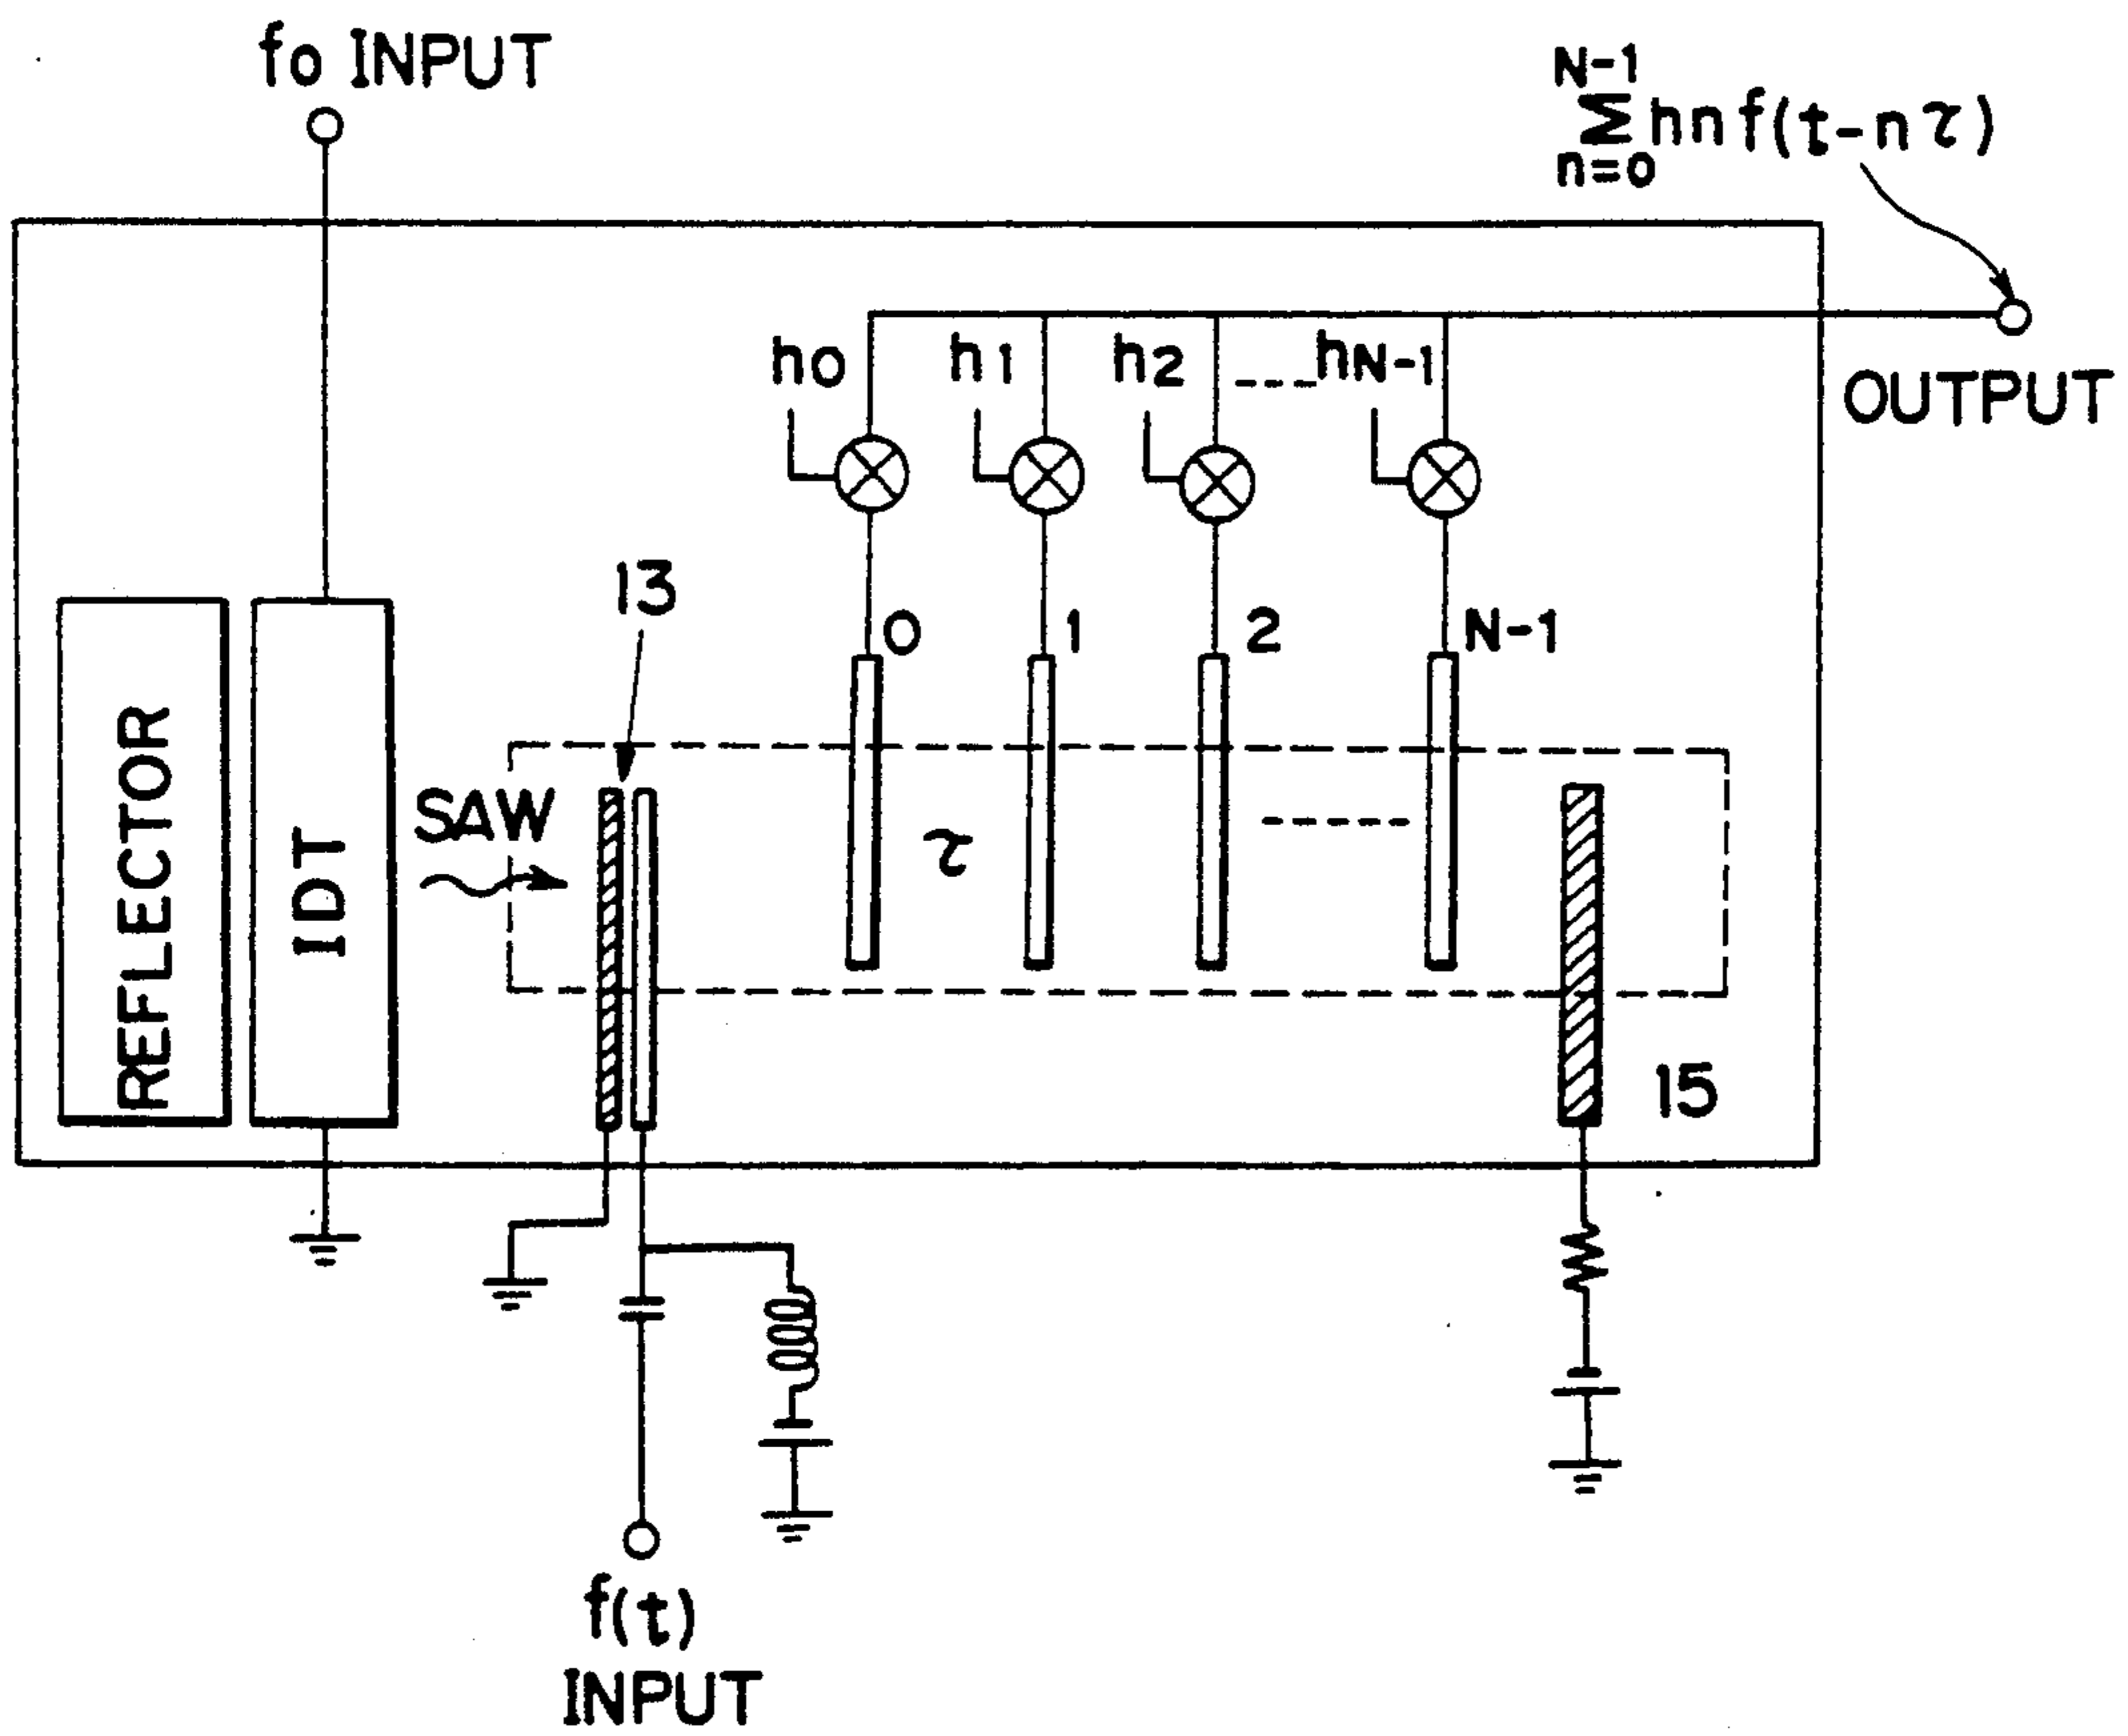 fo INPUT
N-1
Σhnf(t-nτ)
n=0
h0 h1 h2 ---hN-1
OUTPUT
13
0 1 2 N-1
REFLECTOR
IDT
SAW
τ
15
f(t)
INPUT